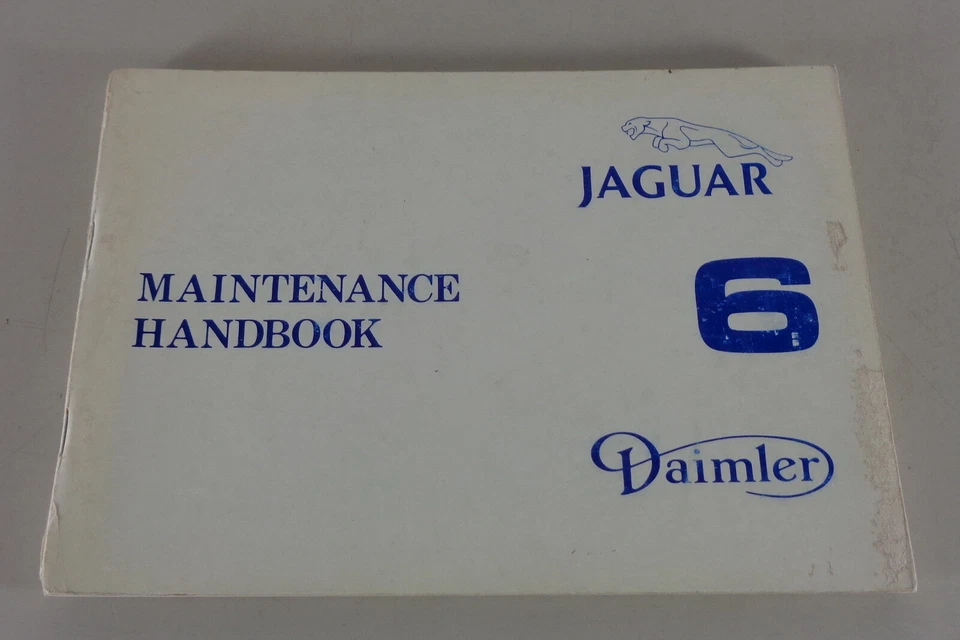 JAGUAR
MAINTENANCE
HANDBOOK
6
Daimler